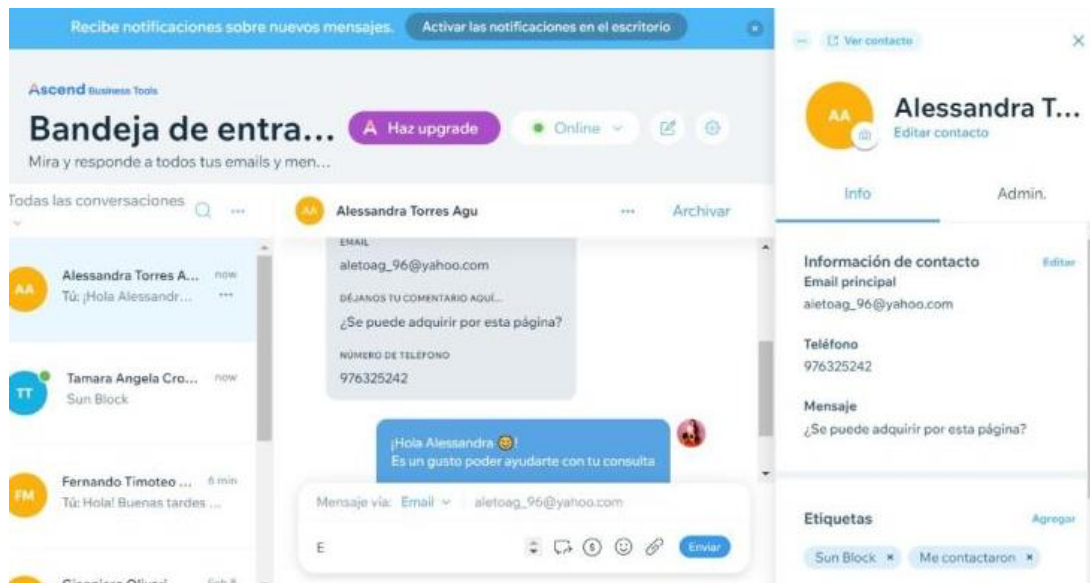 Recibe notificaciones sobre nuevos mensajes. Activar las notificaciones en el escritorio
Ascend Business Tools
Bandeja de entra...
A Haz upgrade
Online
Mira y responde a todos tus emails y men...
Todas las conversaciones
AA
Alessandra Torres A... now
Tú: ¡Hola Alessandr...
TT
Tamara Angela Cro... now
Sun Block
FM
Fernando Timoteo ... 6 min
Tú: Hola! Buenas tardes ...
AA
Alessandra Torres Agu
Archivar
EMAIL
aletoag_96@yahoo.com
DÉJANOS TU COMENTARIO AQUÍ...
¿Se puede adquirir por esta página?
NÚMERO DE TELÉFONO
976325242
¡Hola Alessandra 😄!
Es un gusto poder ayudarte con tu consulta
Mensaje vía: Email aletoag_96@yahoo.com
E
Enviar
Ver contacto
AA
Alessandra T...
Editar contacto
Info Admin.
Información de contacto Editar
Email principal
aletoag_96@yahoo.com
Teléfono
976325242
Mensaje
¿Se puede adquirir por esta página?
Etiquetas Agregar
Sun Block × Me contactaron ×